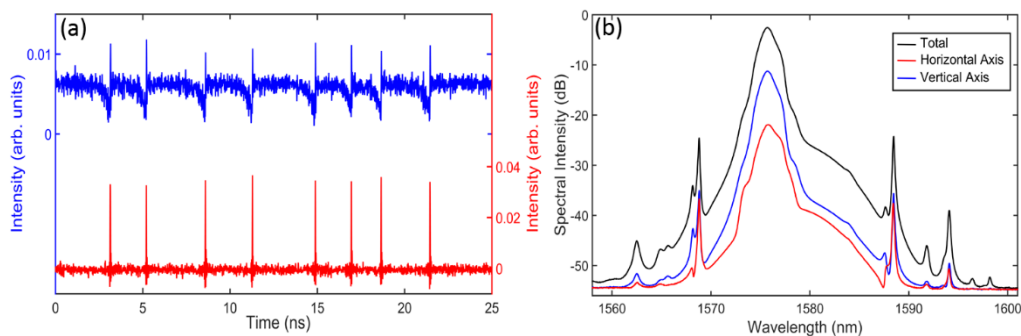 (a)
0.01
0
Intensity (arb. units)
0.04
0.02
0
Intensity (arb. units)
0
5
10
15
20
25
Time (ns)
(b)
0
-10
-20
-30
-40
-50
Spectral Intensity (dB)
Total
Horizontal Axis
Vertical Axis
1560
1570
1580
1590
1600
Wavelength (nm)